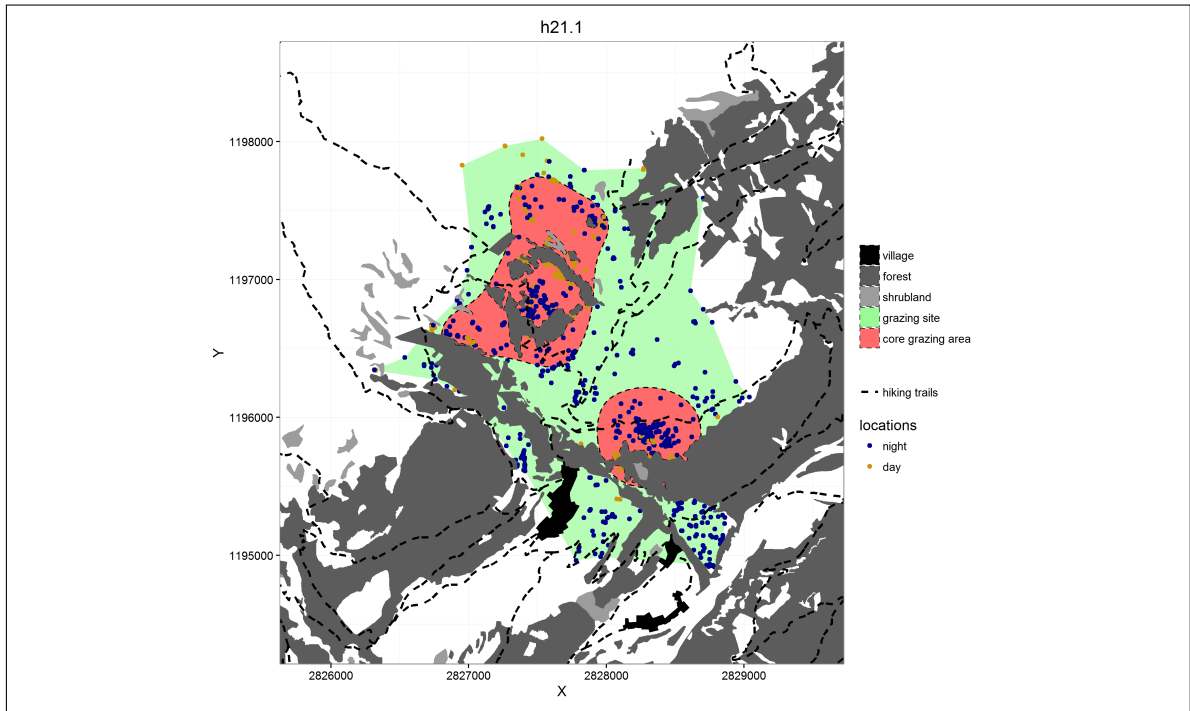 h21.1
1198000
1197000
1196000
1195000
Y
2826000
2827000
2828000
2829000
X
village
forest
shrubland
grazing site
core grazing area
hiking trails
locations
night
day